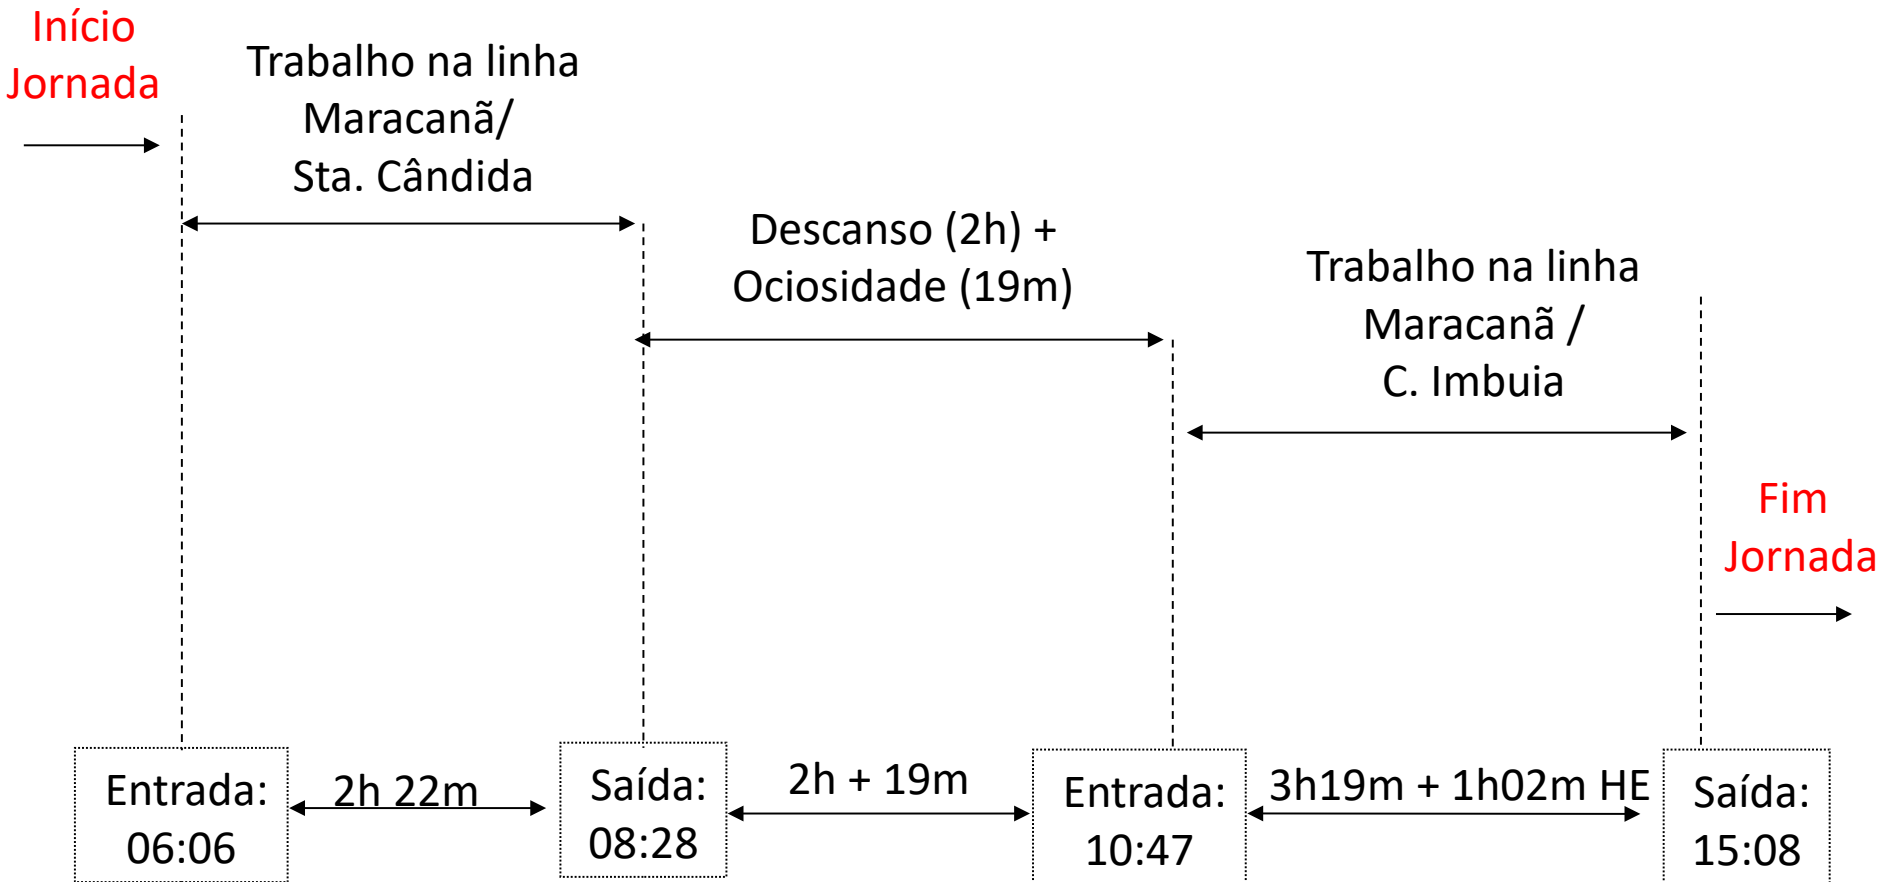 Início
Jornada
Trabalho na linha
Maracanã/
Sta. Cândida
Descanso (2h) +
Ociosidade (19m)
Trabalho na linha
Maracanã /
C. Imbuia
Fim
Jornada
Entrada:
06:06
2h 22m
Saída:
08:28
2h + 19m
Entrada:
10:47
3h19m + 1h02m HE
Saída:
15:08